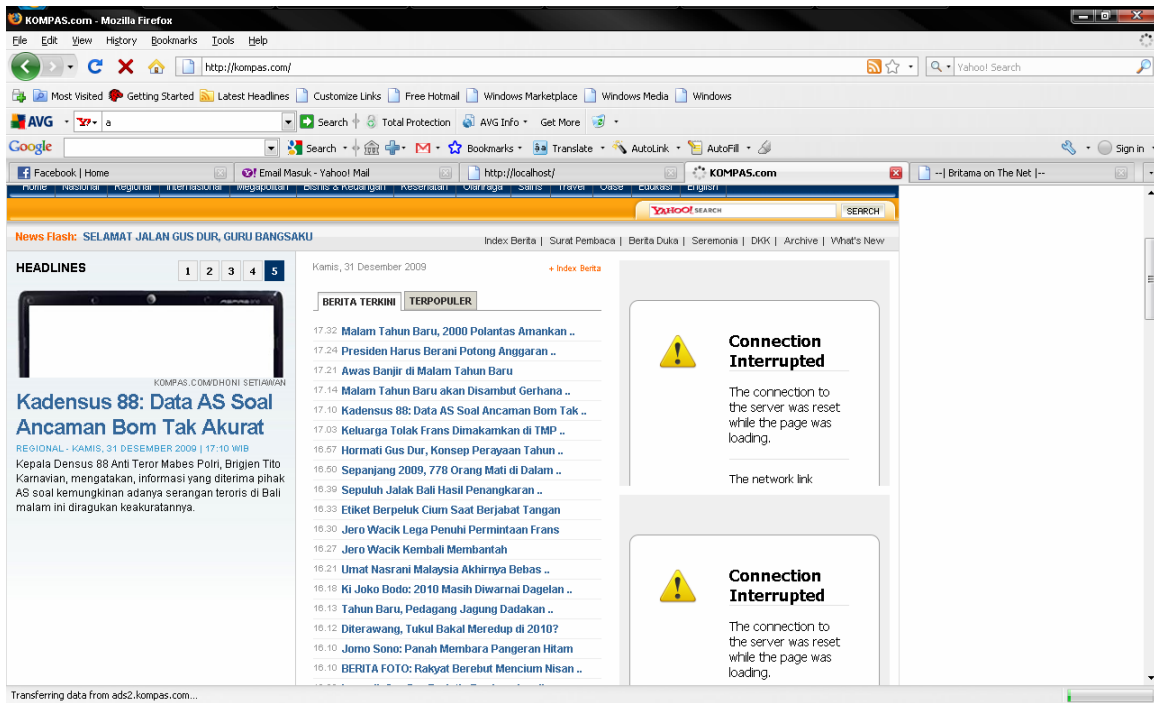 KOMPAS.com - Mozilla Firefox
File Edit View History Bookmarks Tools Help
http://kompas.com/
Yahoo! Search
Most Visited Getting Started Latest Headlines Customize Links Free Hotmail Windows Marketplace Windows Media Windows
AVG a Search Total Protection AVG Info Get More
Google Search Bookmarks Translate AutoLink AutoFill Sign in
Facebook | Home Email Masuk - Yahoo! Mail http://localhost/ KOMPAS.com --| Britama on The Net |--
Home Nasional Regional Internasional Megapolitan Bisnis & Keuangan Kesehatan Olahraga Sains Travel Oase Edukasi English
YAHOO! SEARCH SEARCH
News Flash: SELAMAT JALAN GUS DUR, GURU BANGSAKU
Index Berita | Surat Pembaca | Berita Duka | Seremonia | DKK | Archive | What's New
HEADLINES 1 2 3 4 5
KOMPAS.COM/DHONI SETIAWAN
Kadensus 88: Data AS Soal
Ancaman Bom Tak Akurat
REGIONAL - KAMIS, 31 DESEMBER 2009 | 17:10 WIB
Kepala Densus 88 Anti Teror Mabes Polri, Brigjen Tito
Karnavian, mengatakan, informasi yang diterima pihak
AS soal kemungkinan adanya serangan teroris di Bali
malam ini diragukan keakuratannya.
Kamis, 31 Desember 2009 + Index Berita
BERITA TERKINI TERPOPULER
17.32 Malam Tahun Baru, 2000 Polantas Amankan ..
17.24 Presiden Harus Berani Potong Anggaran ..
17.21 Awas Banjir di Malam Tahun Baru
17.14 Malam Tahun Baru akan Disambut Gerhana ..
17.10 Kadensus 88: Data AS Soal Ancaman Bom Tak ..
17.03 Keluarga Tolak Frans Dimakamkan di TMP ..
16.57 Hormati Gus Dur, Konsep Perayaan Tahun ..
16.50 Sepanjang 2009, 778 Orang Mati di Dalam ..
16.39 Sepuluh Jalak Bali Hasil Penangkaran ..
16.33 Etiket Berpeluk Cium Saat Berjabat Tangan
16.30 Jero Wacik Lega Penuhi Permintaan Frans
16.27 Jero Wacik Kembali Membantah
16.21 Umat Nasrani Malaysia Akhirnya Bebas ..
16.18 Ki Joko Bodo: 2010 Masih Diwarnai Dagelan ..
16.13 Tahun Baru, Pedagang Jagung Dadakan ..
16.12 Diterawang, Tukul Bakal Meredup di 2010?
16.10 Jomo Sono: Panah Membara Pangeran Hitam
16.10 BERITA FOTO: Rakyat Berebut Mencium Nisan ..
Connection
Interrupted
The connection to
the server was reset
while the page was
loading.
The network link
Connection
Interrupted
The connection to
the server was reset
while the page was
loading.
Transferring data from ads2.kompas.com...